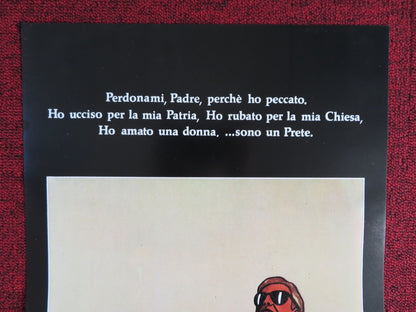 Perdonami, Padre, perchè ho peccato.
Ho ucciso per la mia Patria, Ho rubato per la mia Chiesa,
Ho amato una donna, ...sono un Prete.